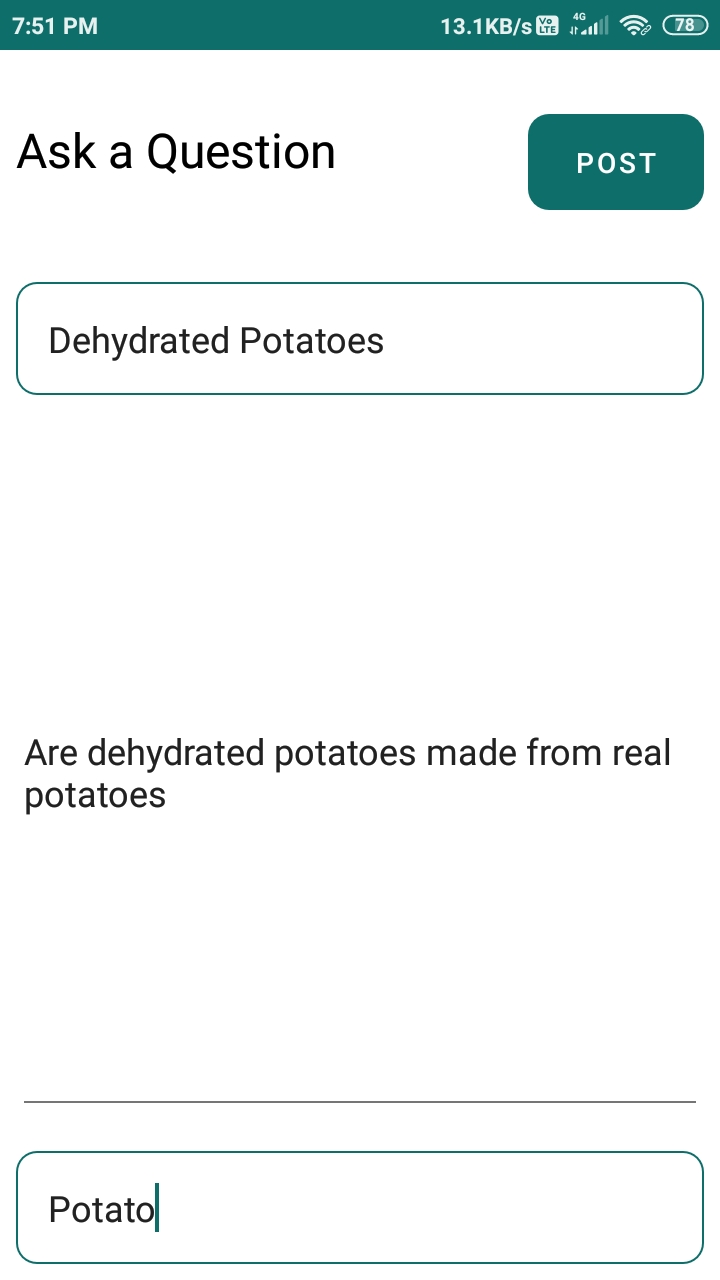 7:51 PM 13.1KB/s Vo LTE 4G 78
Ask a Question
POST
Dehydrated Potatoes
Are dehydrated potatoes made from real
potatoes
Potato